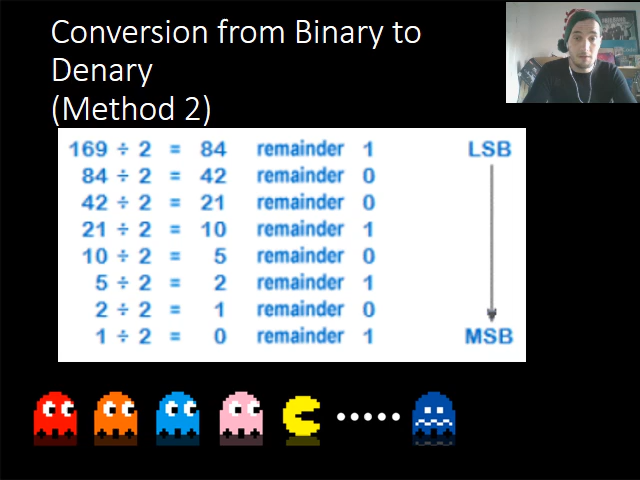 Conversion from Binary to
Denary
(Method 2)
169 ÷ 2 = 84 remainder 1 LSB
84 ÷ 2 = 42 remainder 0
42 ÷ 2 = 21 remainder 0
21 ÷ 2 = 10 remainder 1
10 ÷ 2 = 5 remainder 0
5 ÷ 2 = 2 remainder 1
2 ÷ 2 = 1 remainder 0
1 ÷ 2 = 0 remainder 1 MSB